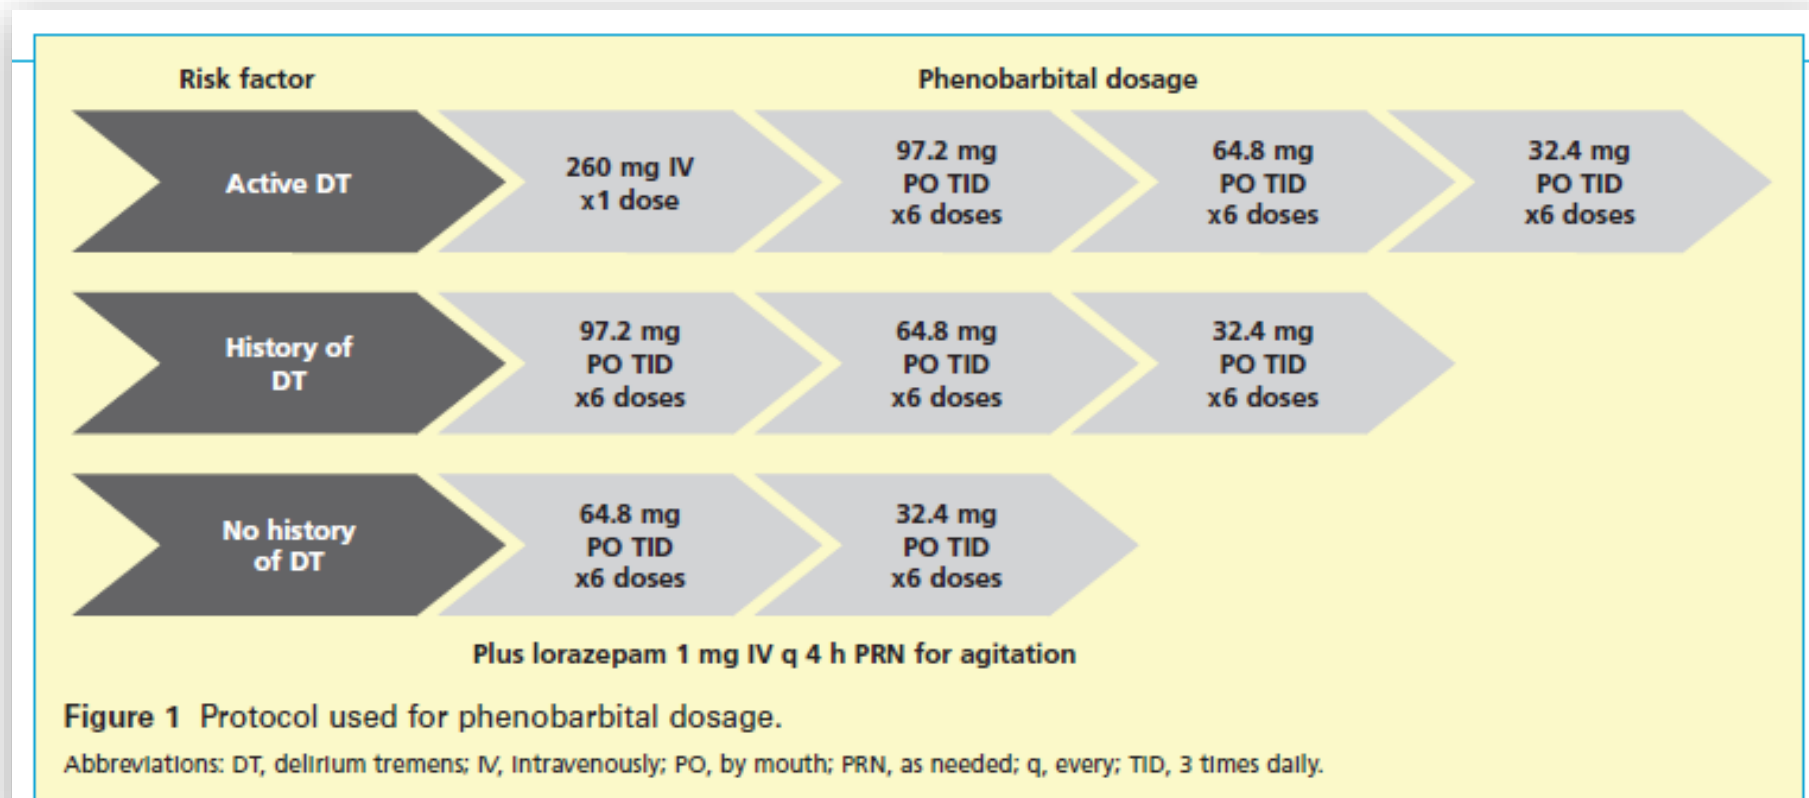 Risk factor
Phenobarbital dosage
Active DT
260 mg IV
x1 dose
97.2 mg
PO TID
x6 doses
64.8 mg
PO TID
x6 doses
32.4 mg
PO TID
x6 doses
History of
DT
97.2 mg
PO TID
x6 doses
64.8 mg
PO TID
x6 doses
32.4 mg
PO TID
x6 doses
No history
of DT
64.8 mg
PO TID
x6 doses
32.4 mg
PO TID
x6 doses
Plus lorazepam 1 mg IV q 4 h PRN for agitation
Figure 1 Protocol used for phenobarbital dosage.
Abbreviations: DT, delirium tremens; IV, intravenously; PO, by mouth; PRN, as needed; q, every; TID, 3 times daily.